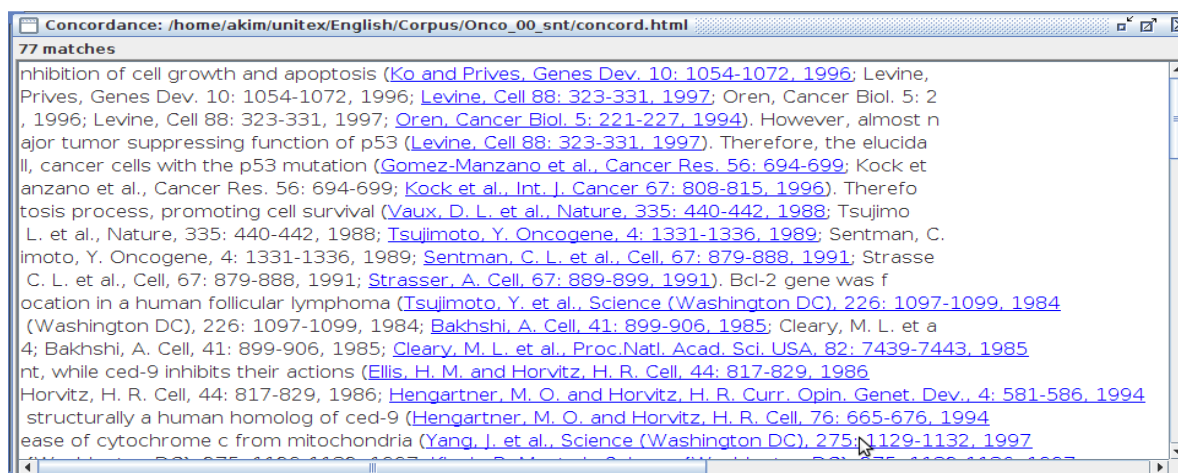 Concordance: /home/akim/unitex/English/Corpus/Onco_00_snt/concord.html
77 matches
nhibition of cell growth and apoptosis (Ko and Prives, Genes Dev. 10: 1054-1072, 1996; Levine,
Prives, Genes Dev. 10: 1054-1072, 1996; Levine, Cell 88: 323-331, 1997; Oren, Cancer Biol. 5: 2
, 1996; Levine, Cell 88: 323-331, 1997; Oren, Cancer Biol. 5: 221-227, 1994). However, almost n
ajor tumor suppressing function of p53 (Levine, Cell 88: 323-331, 1997). Therefore, the elucida
ll, cancer cells with the p53 mutation (Gomez-Manzano et al., Cancer Res. 56: 694-699; Kock et
anzano et al., Cancer Res. 56: 694-699; Kock et al., Int. J. Cancer 67: 808-815, 1996). Therefo
tosis process, promoting cell survival (Vaux, D. L. et al., Nature, 335: 440-442, 1988; Tsujimo
L. et al., Nature, 335: 440-442, 1988; Tsujimoto, Y. Oncogene, 4: 1331-1336, 1989; Sentman, C.
imoto, Y. Oncogene, 4: 1331-1336, 1989; Sentman, C. L. et al., Cell, 67: 879-888, 1991; Strasse
C. L. et al., Cell, 67: 879-888, 1991; Strasser, A. Cell, 67: 889-899, 1991). Bcl-2 gene was f
ocation in a human follicular lymphoma (Tsujimoto, Y. et al., Science (Washington DC), 226: 1097-1099, 1984
(Washington DC), 226: 1097-1099, 1984; Bakhshi, A. Cell, 41: 899-906, 1985; Cleary, M. L. et a
4; Bakhshi, A. Cell, 41: 899-906, 1985; Cleary, M. L. et al., Proc.Natl. Acad. Sci. USA, 82: 7439-7443, 1985
nt, while ced-9 inhibits their actions (Ellis, H. M. and Horvitz, H. R. Cell, 44: 817-829, 1986
Horvitz, H. R. Cell, 44: 817-829, 1986; Hengartner, M. O. and Horvitz, H. R. Curr. Opin. Genet. Dev., 4: 581-586, 1994
structurally a human homolog of ced-9 (Hengartner, M. O. and Horvitz, H. R. Cell, 76: 665-676, 1994
ease of cytochrome c from mitochondria (Yang, J. et al., Science (Washington DC), 275: 1129-1132, 1997